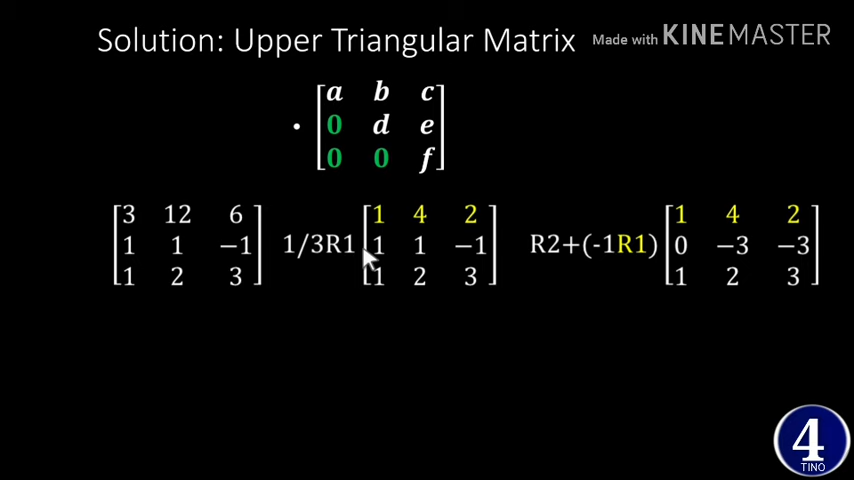 Solution: Upper Triangular Matrix
Made with KINEMASTER
• [a b c]
[0 d e]
[0 0 f]
[3 12 6] [1 4 2] [1 4 2]
[1 1 −1] 1/3R1 [1 1 −1] R2+(-1R1) [0 −3 −3]
[1 2 3] [1 2 3] [1 2 3]
4
TINO